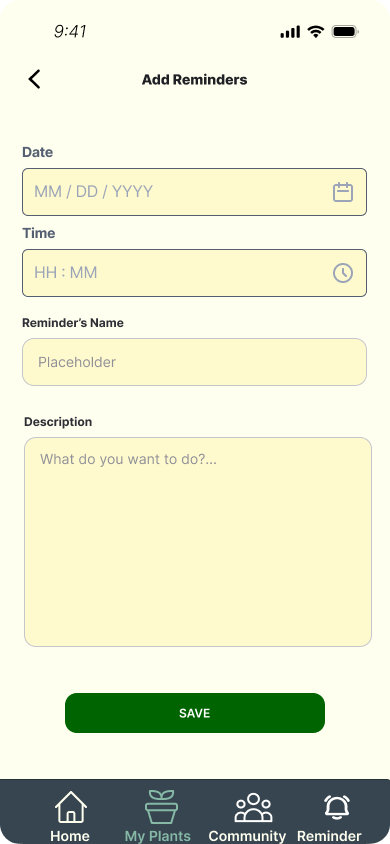 9:41
Add Reminders
Date
MM / DD / YYYY
Time
HH : MM
Reminder's Name
Placeholder
Description
What do you want to do?...
SAVE
Home My Plants Community Reminder